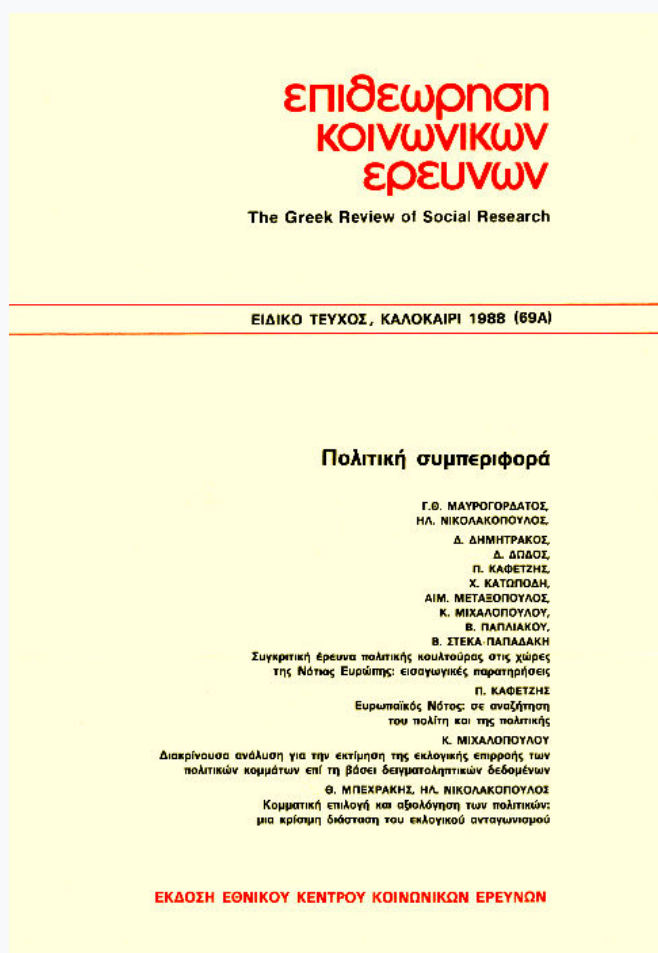 επιθεωρηση
κοινωνικων
ερευνων
The Greek Review of Social Research
ΕΙΔΙΚΟ ΤΕΥΧΟΣ, ΚΑΛΟΚΑΙΡΙ 1988 (69Α)
Πολιτική συμπεριφορά
Γ.Θ. ΜΑΥΡΟΓΟΡΔΑΤΟΣ,
ΗΛ. ΝΙΚΟΛΑΚΟΠΟΥΛΟΣ,
Δ. ΔΗΜΗΤΡΑΚΟΣ,
Δ. ΔΩΔΟΣ,
Π. ΚΑΦΕΤΖΗΣ,
Χ. ΚΑΤΩΠΟΔΗ,
ΑΙΜ. ΜΕΤΑΞΟΠΟΥΛΟΣ,
Κ. ΜΙΧΑΛΟΠΟΥΛΟΥ,
Β. ΠΑΠΛΙΑΚΟΥ,
Β. ΣΤΕΚΑ-ΠΑΠΑΔΑΚΗ
Συγκριτική έρευνα πολιτικής κουλτούρας στις χώρες
της Νότιας Ευρώπης: εισαγωγικές παρατηρήσεις
Π. ΚΑΦΕΤΖΗΣ
Ευρωπαϊκός Νότος: σε αναζήτηση
του πολίτη και της πολιτικής
Κ. ΜΙΧΑΛΟΠΟΥΛΟΥ
Διακρίνουσα ανάλυση για την εκτίμηση της εκλογικής επιρροής των
πολιτικών κομμάτων επί τη βάσει δειγματοληπτικών δεδομένων
Θ. ΜΠΕΧΡΑΚΗΣ, ΗΛ. ΝΙΚΟΛΑΚΟΠΟΥΛΟΣ
Κομματική επιλογή και αξιολόγηση των πολιτικών:
μια κρίσιμη διάσταση του εκλογικού ανταγωνισμού
ΕΚΔΟΣΗ ΕΘΝΙΚΟΥ ΚΕΝΤΡΟΥ ΚΟΙΝΩΝΙΚΩΝ ΕΡΕΥΝΩΝ